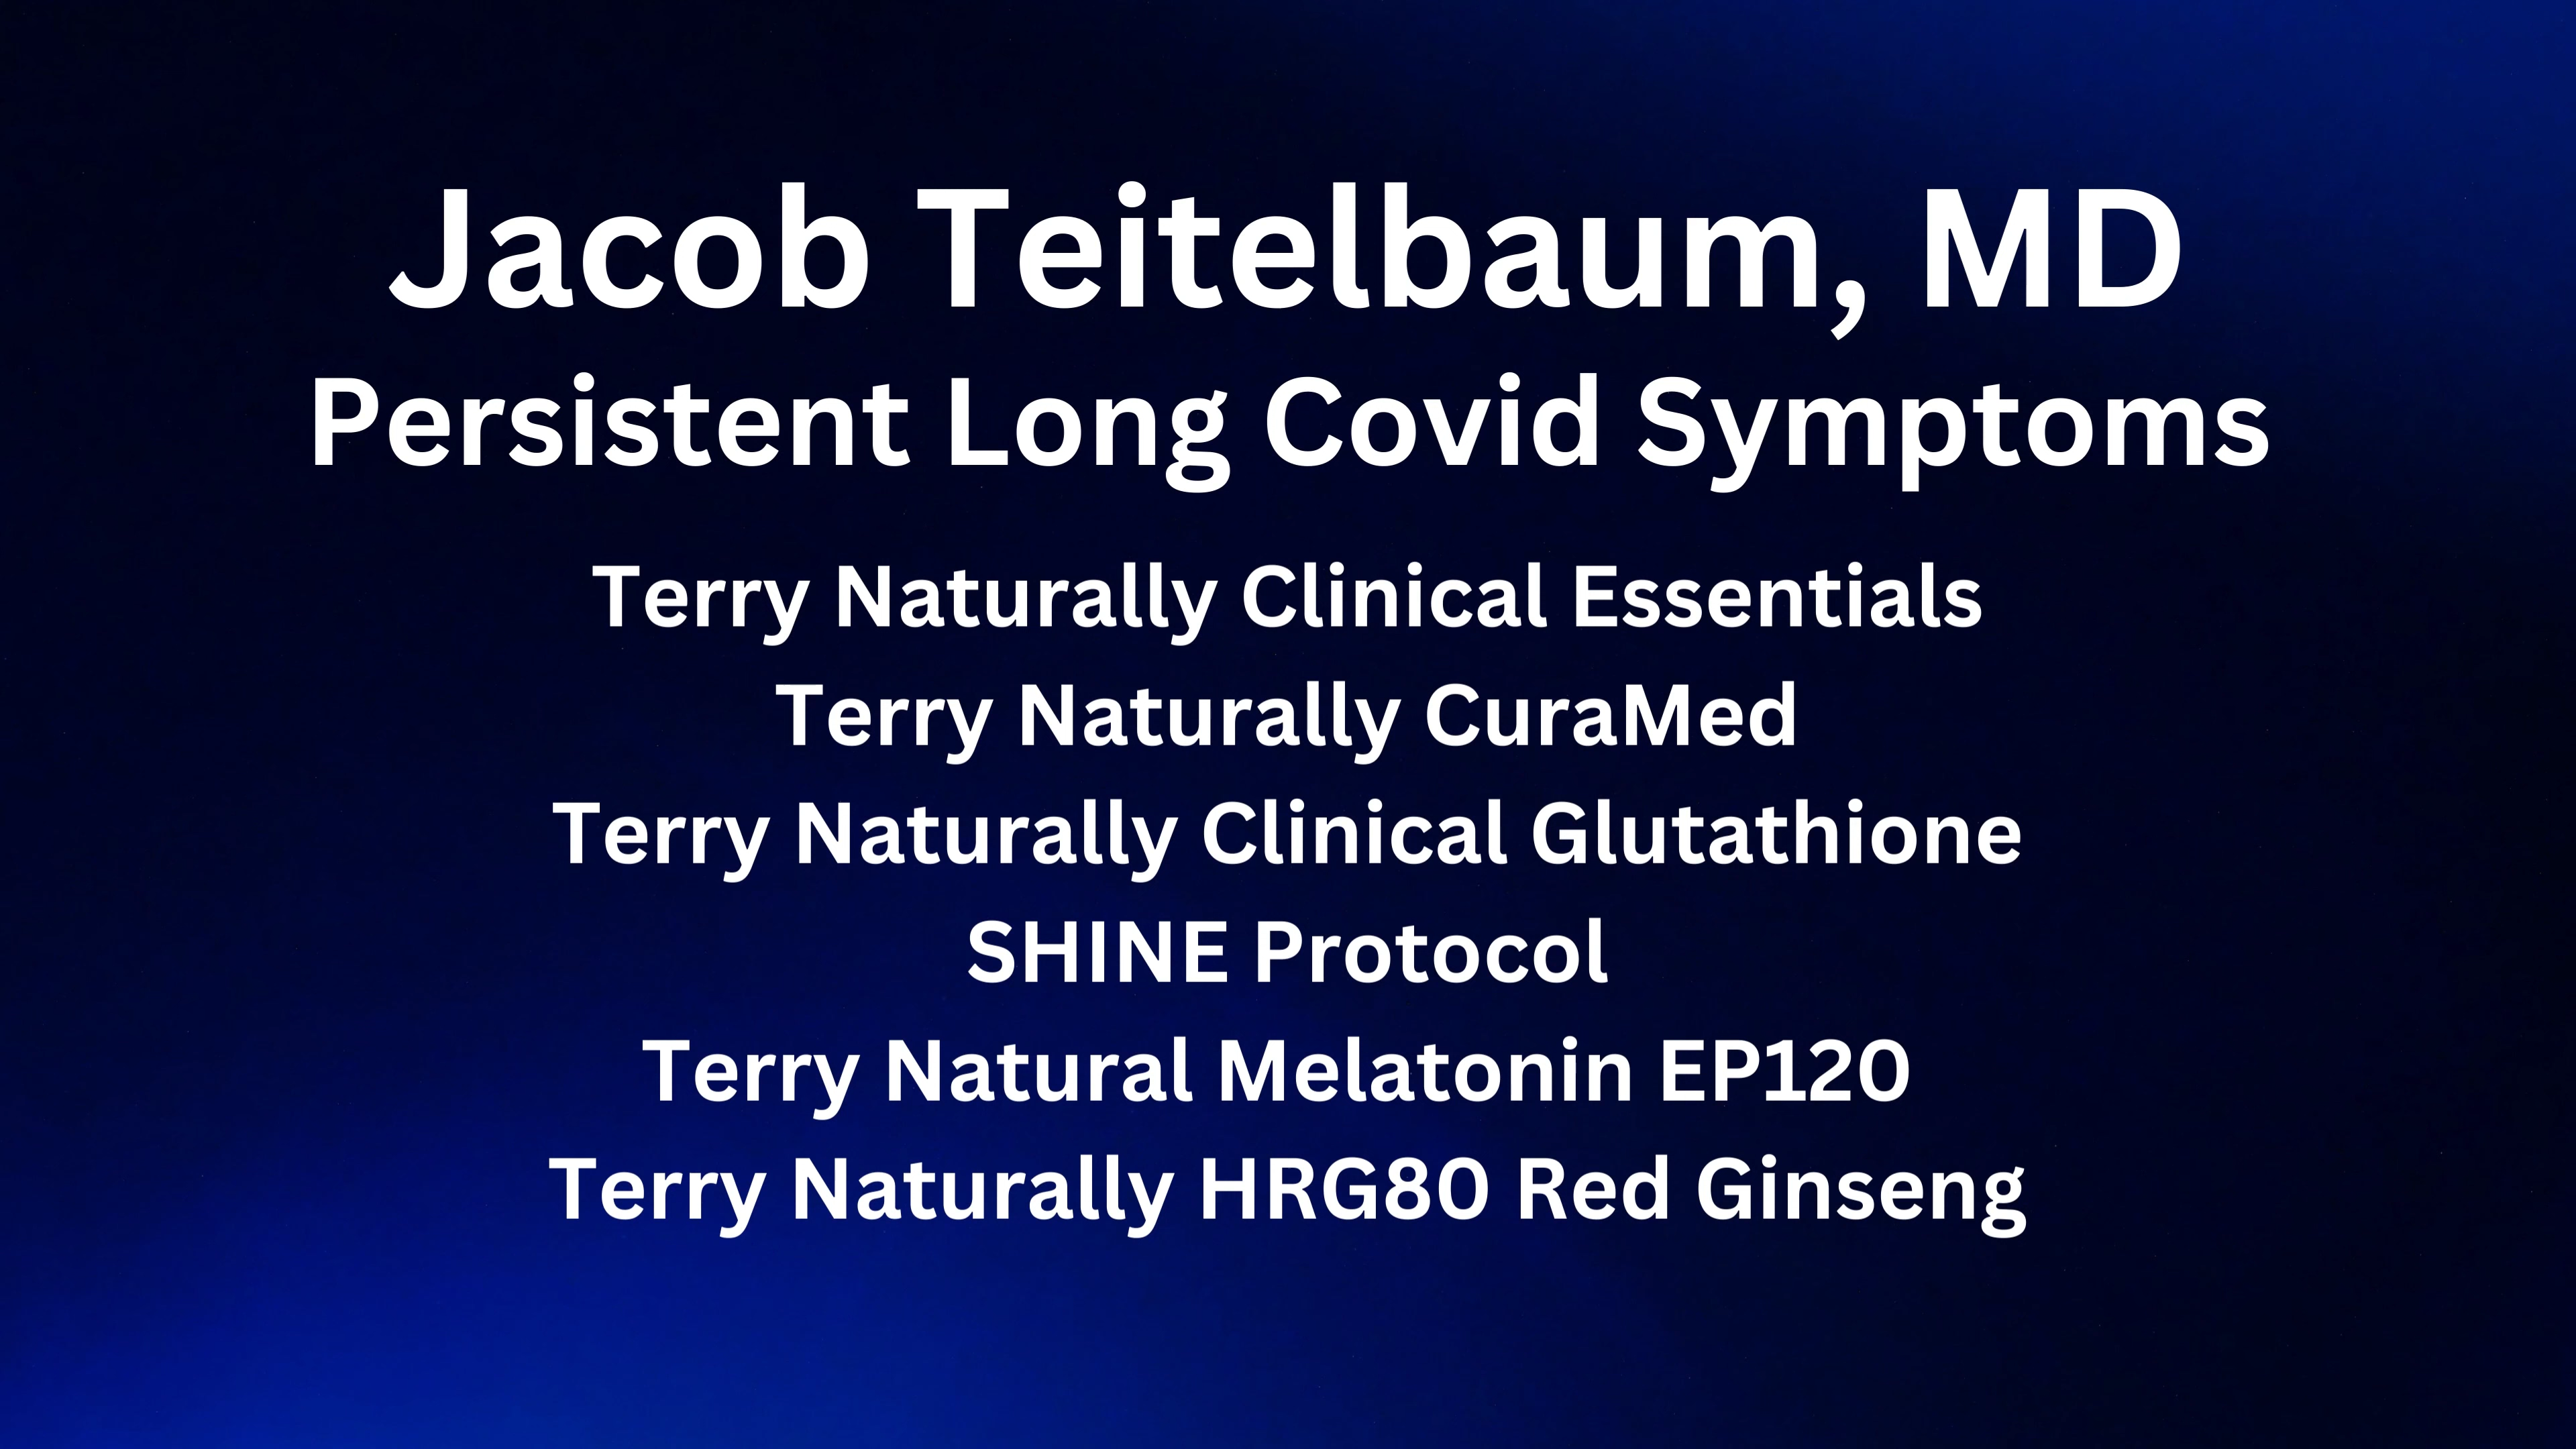 Jacob Teitelbaum, MD
Persistent Long Covid Symptoms
Terry Naturally Clinical Essentials
Terry Naturally CuraMed
Terry Naturally Clinical Glutathione
SHINE Protocol
Terry Natural Melatonin EP120
Terry Naturally HRG80 Red Ginseng